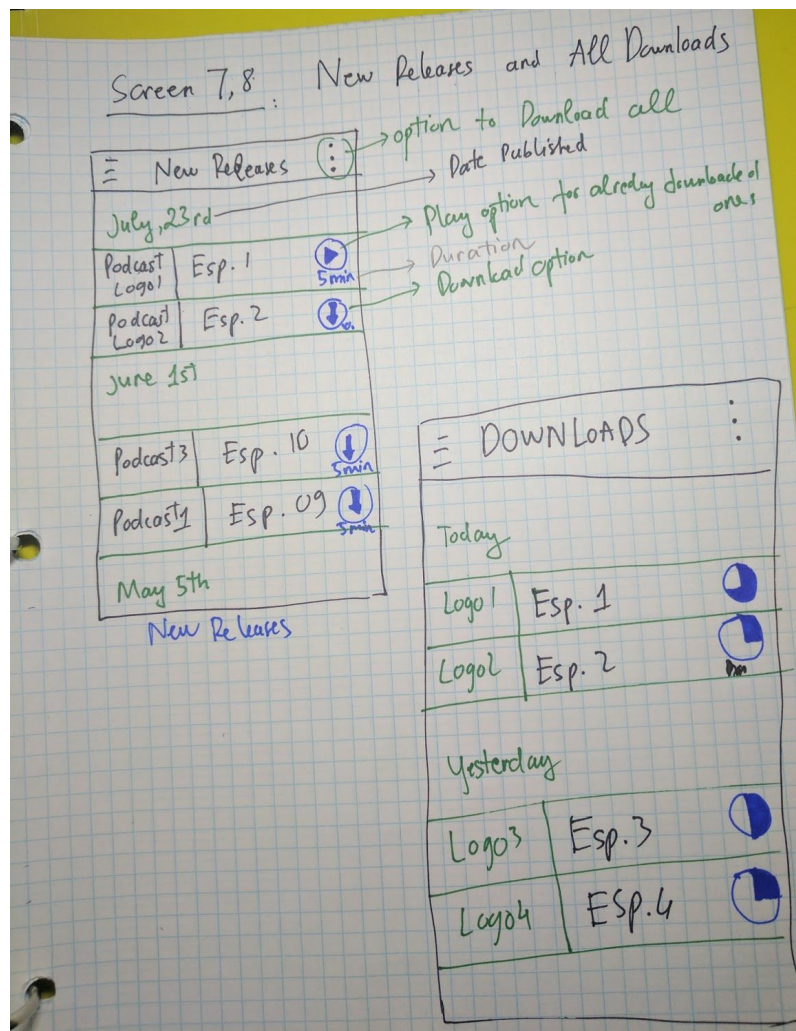 Screen 7,8: New Releases and All Downloads
New Releases
option to Download all
Date Published
July, 23rd
Play option for alredy downloaded
ones
Podcast
Logo1
Esp. 1
5min
Duration
Download option
Podcast
Logo2
Esp. 2
June 1st
Podcast3
Esp. 10
5min
Podcast1
Esp. 09
5min
May 5th
New Releases
DOWNLOADS
Today
Logo1
Esp. 1
Logo2
Esp. 2
Yesterday
Logo3
Esp.3
Logo4
ESP.4